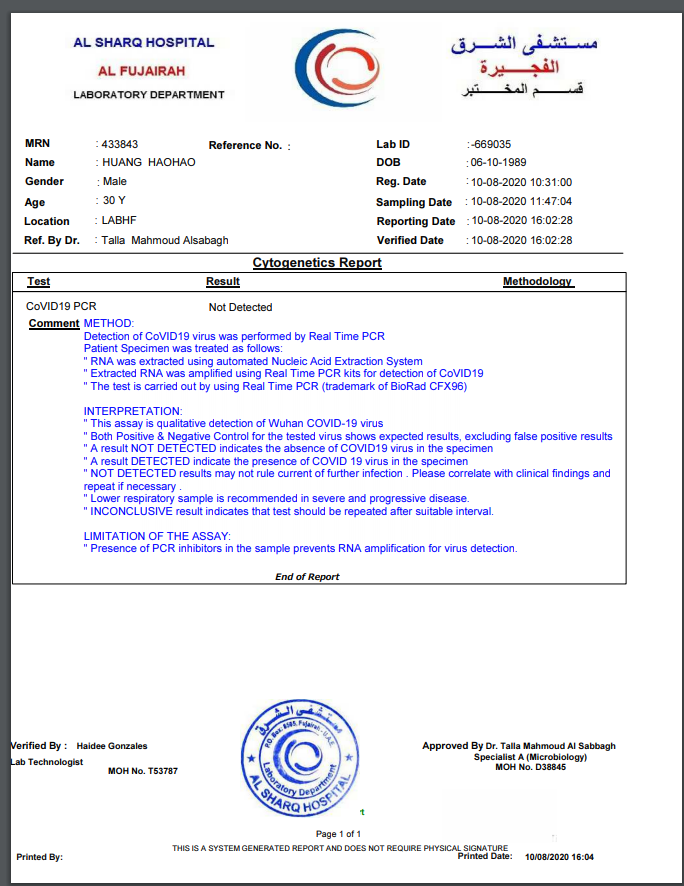 AL SHARQ HOSPITAL
AL FUJAIRAH
LABORATORY DEPARTMENT
مستشفى الشرق
الفجيرة
قسم المختبر
MRN : 433843 Reference No. : Lab ID :-669035
Name : HUANG HAOHAO DOB : 06-10-1989
Gender : Male Reg. Date : 10-08-2020 10:31:00
Age : 30 Y Sampling Date : 10-08-2020 11:47:04
Location : LABHF Reporting Date : 10-08-2020 16:02:28
Ref. By Dr. : Talla Mahmoud Alsabagh Verified Date : 10-08-2020 16:02:28
Cytogenetics Report
Test Result Methodology
CoVID19 PCR Not Detected
Comment METHOD:
Detection of CoVID19 virus was performed by Real Time PCR
Patient Specimen was treated as follows:
" RNA was extracted using automated Nucleic Acid Extraction System
" Extracted RNA was amplified using Real Time PCR kits for detection of CoVID19
" The test is carried out by using Real Time PCR (trademark of BioRad CFX96)
INTERPRETATION:
" This assay is qualitative detection of Wuhan COVID-19 virus
" Both Positive & Negative Control for the tested virus shows expected results, excluding false positive results
" A result NOT DETECTED indicates the absence of COVID19 virus in the specimen
" A result DETECTED indicate the presence of COVID 19 virus in the specimen
" NOT DETECTED results may not rule current of further infection . Please correlate with clinical findings and
repeat if necessary .
" Lower respiratory sample is recommended in severe and progressive disease.
" INCONCLUSIVE result indicates that test should be repeated after suitable interval.
LIMITATION OF THE ASSAY:
" Presence of PCR inhibitors in the sample prevents RNA amplification for virus detection.
End of Report
مستشفى الشرق
P.O. Box: 8585, Fujairah - U.A.E.
Laboratory Department
AL SHARQ HOSPITAL
Verified By : Haidee Gonzales
Lab Technologist
MOH No. T53787
Approved By Dr. Talla Mahmoud Al Sabbagh
Specialist A (Microbiology)
MOH No. D38845
t
Page 1 of 1
THIS IS A SYSTEM GENERATED REPORT AND DOES NOT REQUIRE PHYSICAL SIGNATURE
Printed By: Printed Date: 10/08/2020 16:04